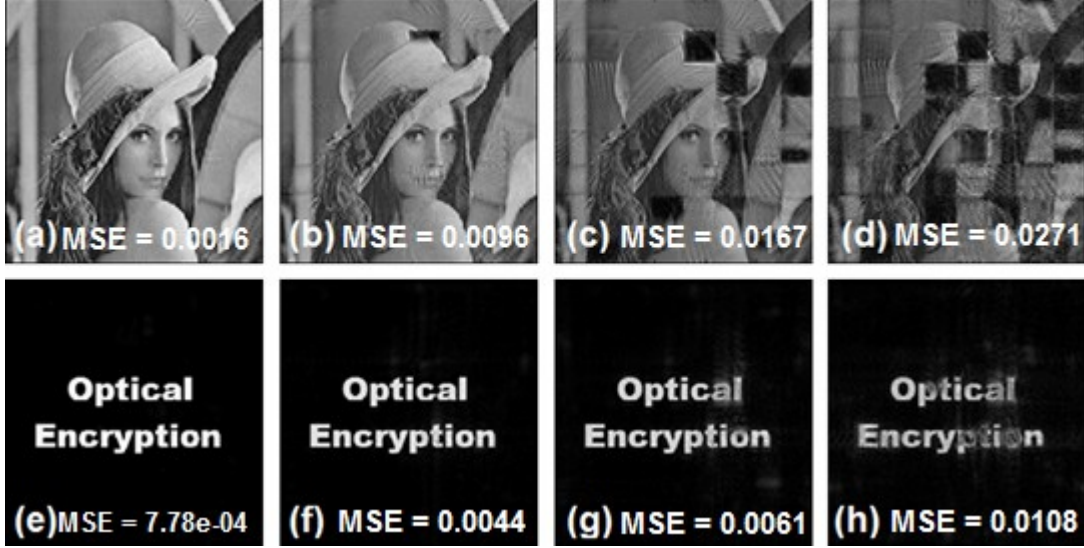 (a) MSE = 0.0016
(b) MSE = 0.0096
(c) MSE = 0.0167
(d) MSE = 0.0271
Optical
Encryption
(e) MSE = 7.78e-04
Optical
Encryption
(f) MSE = 0.0044
Optical
Encryption
(g) MSE = 0.0061
Optical
Encryption
(h) MSE = 0.0108